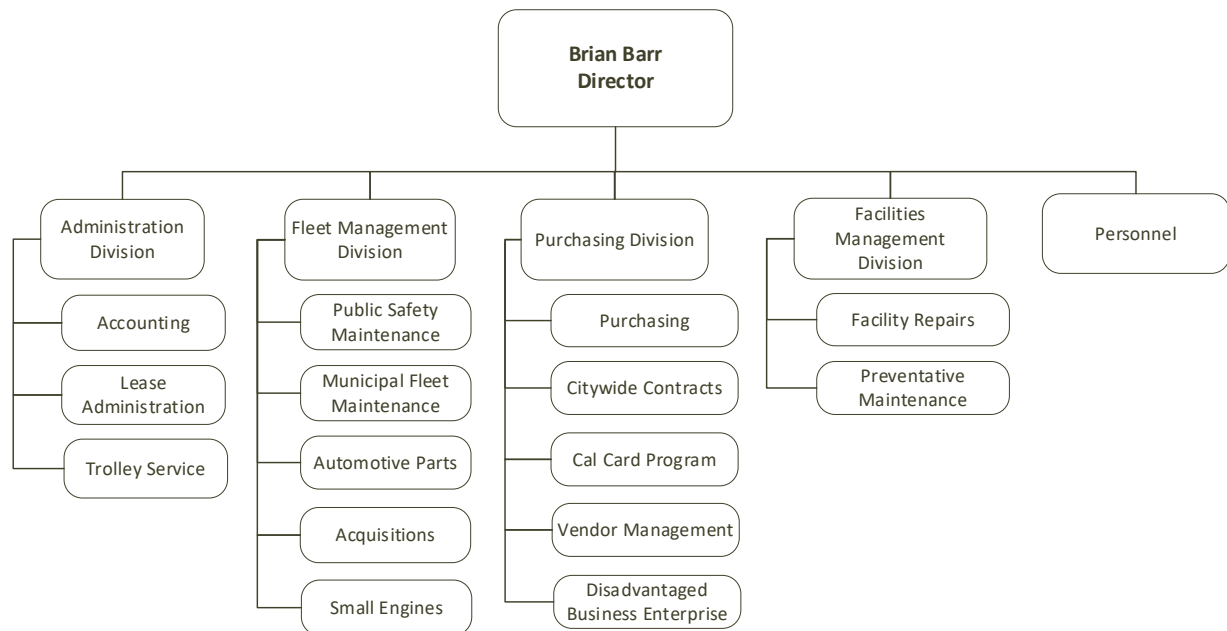 Brian Barr
Director
Administration
Division
Fleet Management
Division
Purchasing Division
Facilities
Management
Division
Personnel
Accounting
Lease
Administration
Trolley Service
Public Safety
Maintenance
Municipal Fleet
Maintenance
Automotive Parts
Acquisitions
Small Engines
Purchasing
Citywide Contracts
Cal Card Program
Vendor Management
Disadvantaged
Business Enterprise
Facility Repairs
Preventative
Maintenance